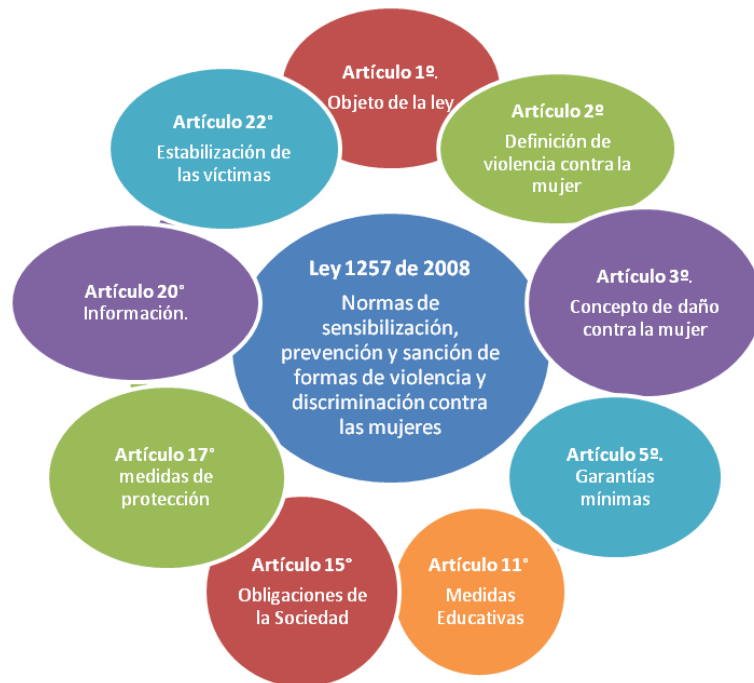 Artículo 1º.
Objeto de la ley
Artículo 2º
Definición de
violencia contra la
mujer
Artículo 3º.
Concepto de daño
contra la mujer
Artículo 5º.
Garantías
mínimas
Artículo 11°
Medidas
Educativas
Artículo 15°
Obligaciones de
la Sociedad
Artículo 17°
medidas de
protección
Artículo 20°
Información.
Artículo 22°
Estabilización de
las víctimas
Ley 1257 de 2008
Normas de
sensibilización,
prevención y sanción de
formas de violencia y
discriminación contra
las mujeres